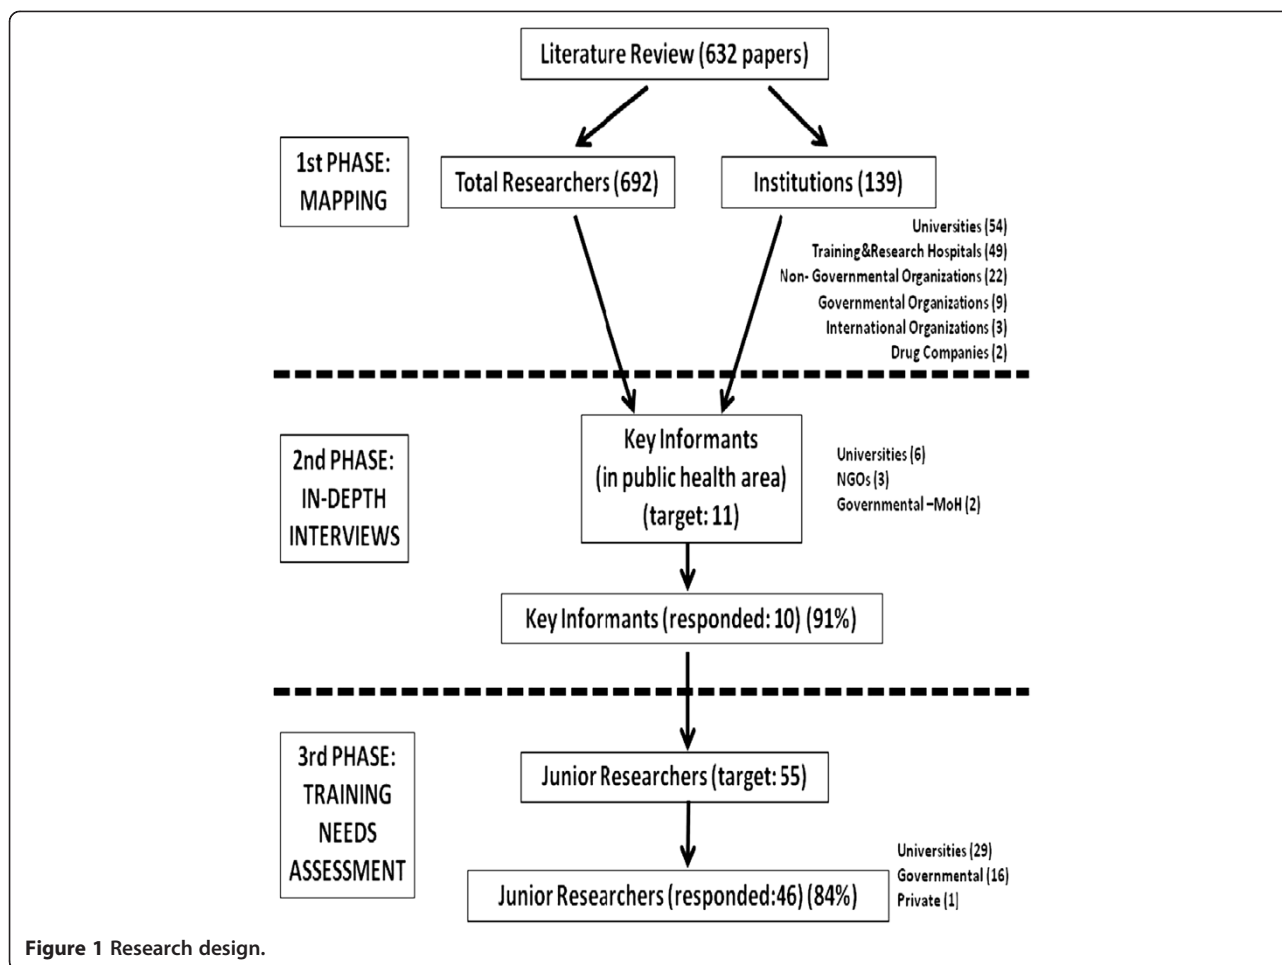 Literature Review (632 papers)
1st PHASE:
MAPPING
Total Researchers (692)
Institutions (139)
Universities (54)
Training&Research Hospitals (49)
Non- Governmental Organizations (22)
Governmental Organizations (9)
International Organizations (3)
Drug Companies (2)
2nd PHASE:
IN-DEPTH
INTERVIEWS
Key Informants
(in public health area)
(target: 11)
Universities (6)
NGOs (3)
Governmental –MoH (2)
Key Informants (responded: 10) (91%)
3rd PHASE:
TRAINING
NEEDS
ASSESSMENT
Junior Researchers (target: 55)
Junior Researchers (responded:46) (84%)
Universities (29)
Governmental (16)
Private (1)
Figure 1 Research design.